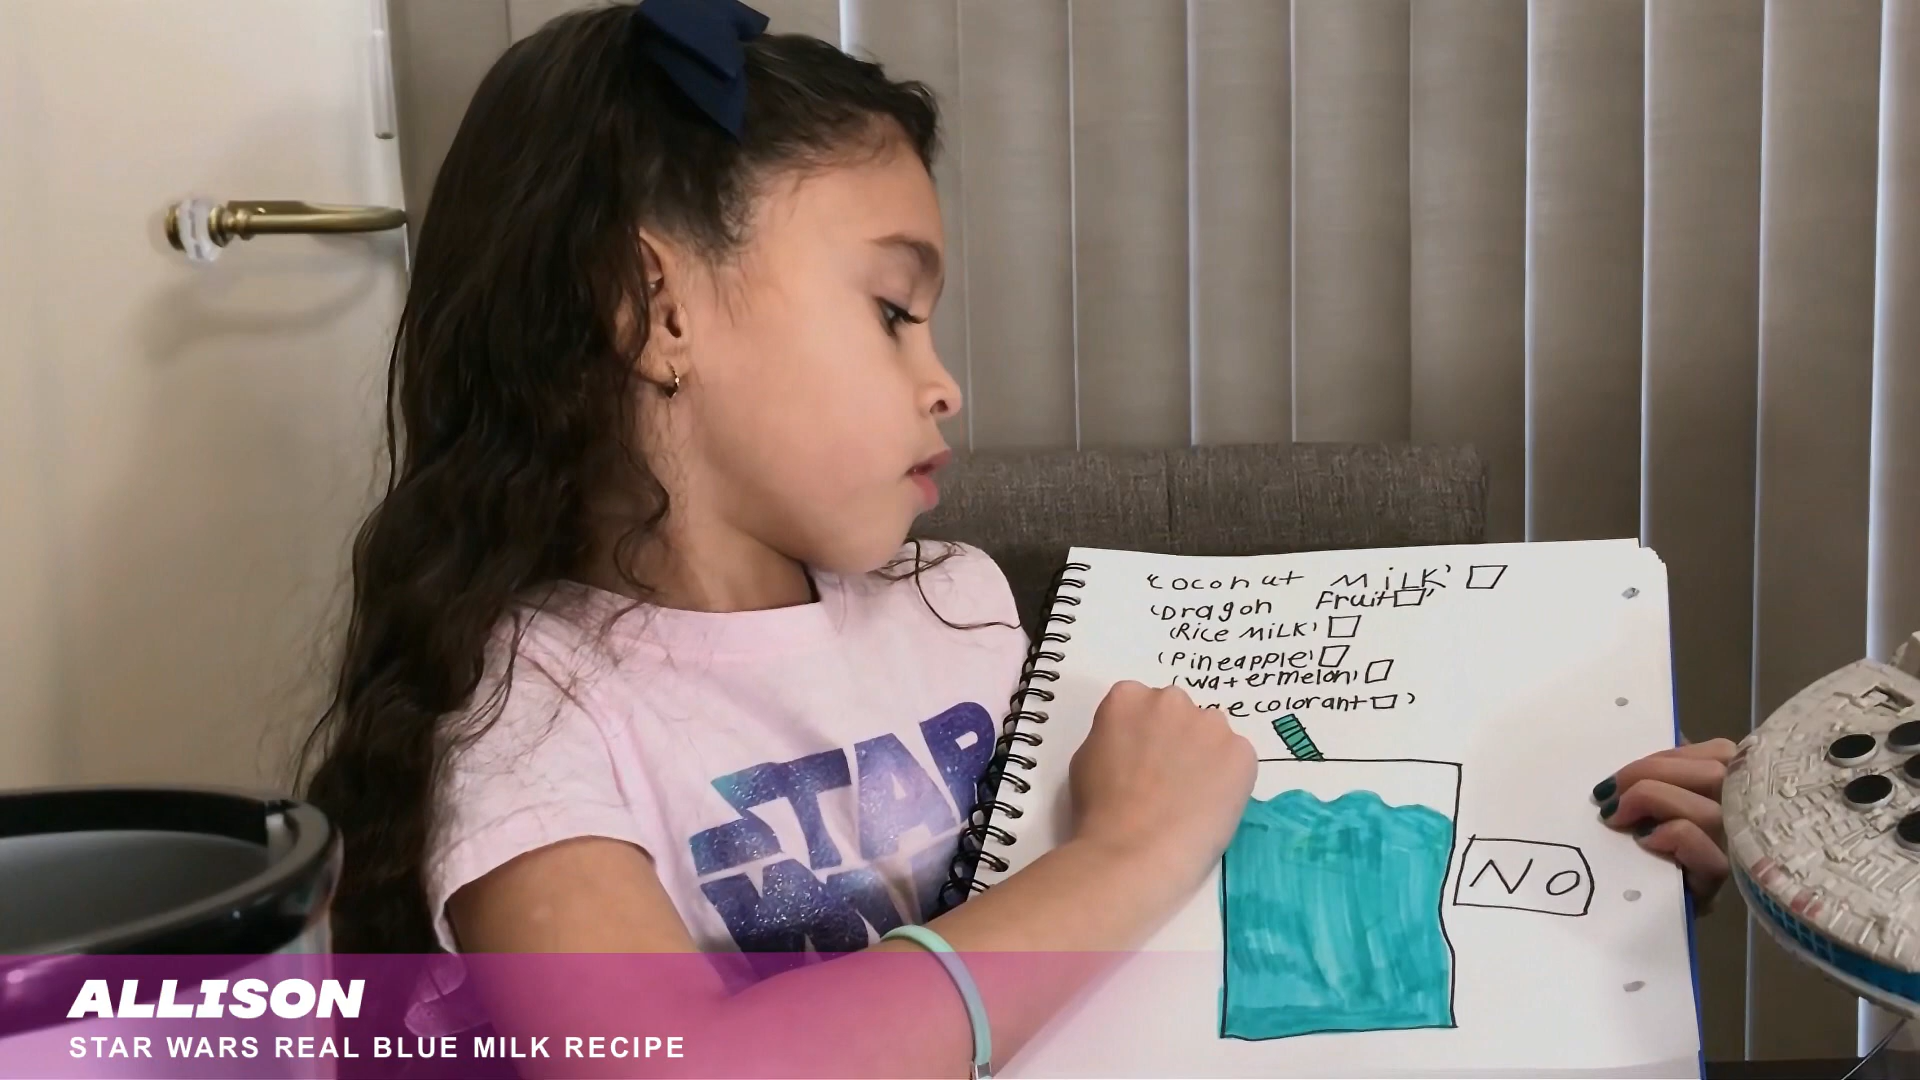 'Coconut MiLK'
(Dragon Fruit)
(Rice MiLK)
(Pineapple)
(watermelon)
colorant)
NO
STAR
ALLISON
STAR WARS REAL BLUE MILK RECIPE